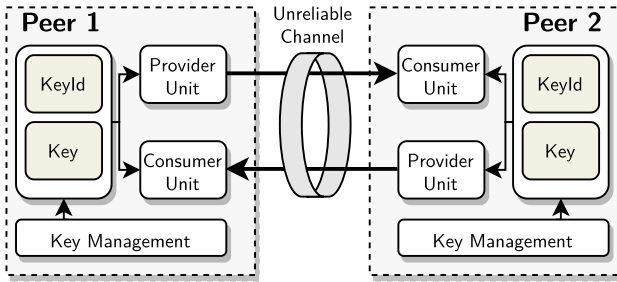 Peer 1
KeyId
Key
Provider
Unit
Consumer
Unit
Key Management
Unreliable
Channel
Peer 2
Consumer
Unit
Provider
Unit
KeyId
Key
Key Management